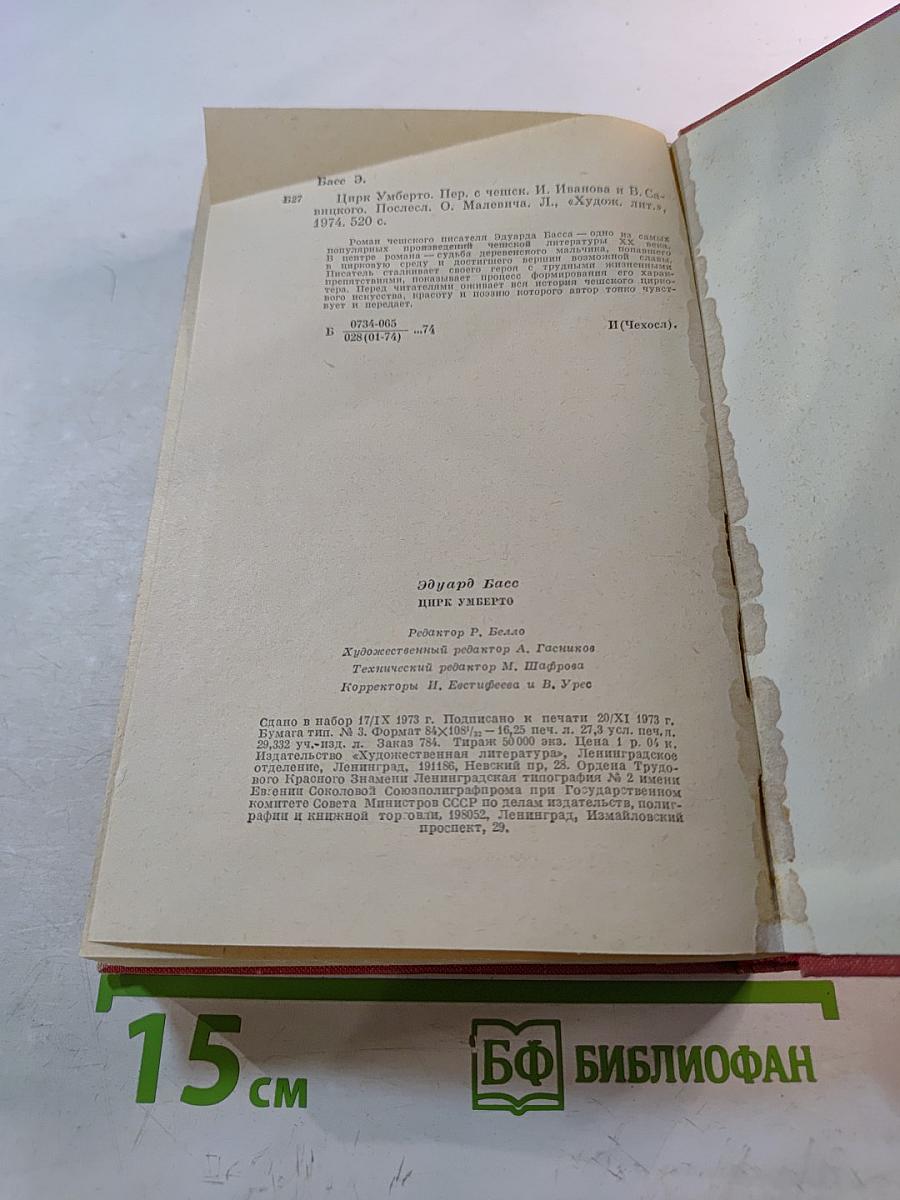 Басс Э.
Б27 Цирк Умберто. Пер. с чешск. И. Иванова и В. Са-
вицкого. Послесл. О. Малевича. Л., «Худож. лит.»,
1974. 520 с.
Роман чешского писателя Эдуарда Басса — одно из самых
популярных произведений чешской литературы XX века.
В центре романа — судьба деревенского мальчика, попавшего
в цирковую среду и достигшего вершин возможной славы.
Писатель сталкивает своего героя с трудными жизненными
препятствиями, показывает процесс формирования его харак-
тера. Перед читателями оживает вся история чешского цирко-
вого искусства, красоту и поэзию которого автор тонко чувст-
вует и передает.
Б 0734-065 ...74 И(Чехосл).
028(01-74)
Эдуард Басс
ЦИРК УМБЕРТО
Редактор Р. Белло
Художественный редактор А. Гасников
Технический редактор М. Шафрова
Корректоры И. Евстифеева и В. Урес
Сдано в набор 17/IX 1973 г. Подписано к печати 20/XI 1973 г.
Бумага тип. № 3. Формат 84×108¹/₃₂ — 16,25 печ. л. 27,3 усл. печ. л.
29,332 уч.-изд. л. Заказ 784. Тираж 50 000 экз. Цена 1 р. 04 к.
Издательство «Художественная литература», Ленинградское
отделение, Ленинград, 191186, Невский пр, 28. Ордена Трудо-
вого Красного Знамени Ленинградская типография № 2 имени
Евгении Соколовой Союзполиграфпрома при Государственном
комитете Совета Министров СССР по делам издательств, полиг-
рафии и книжной торговли, 198052, Ленинград, Измайловский
проспект, 29.
15 см
БФ БИБЛИОФАН